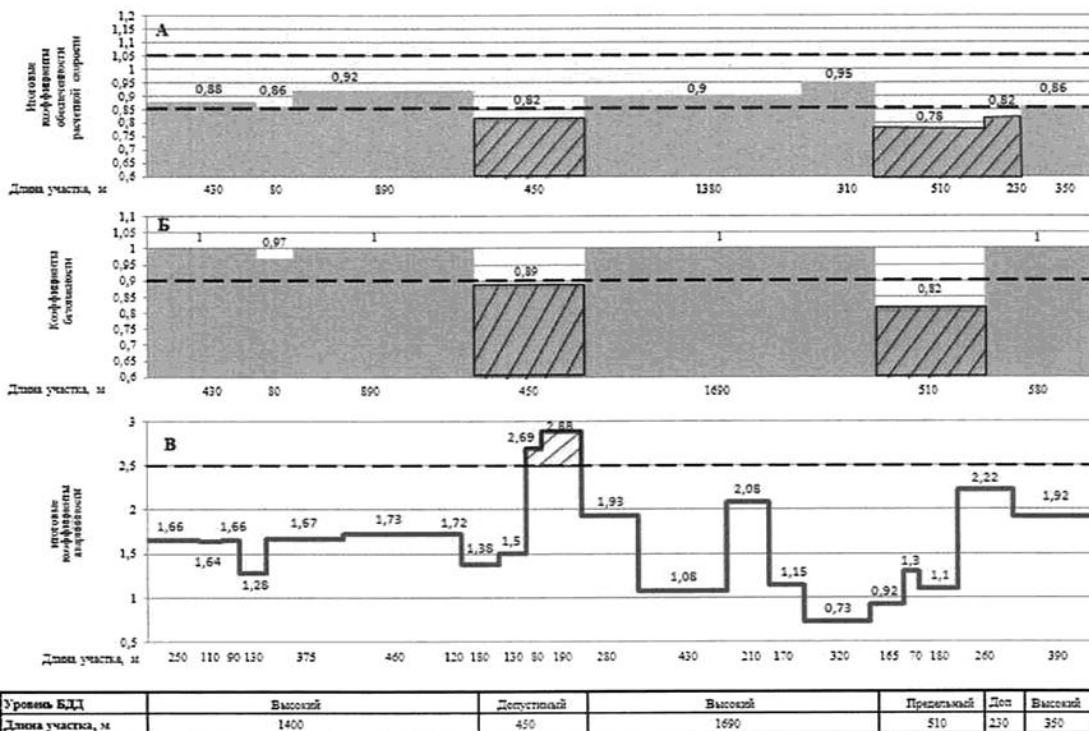 А
Итоговые коэффициенты обеспеченности расчетной скорости
1,2
1,15
1,1
1,05
1
0,95
0,9
0,85
0,8
0,75
0,7
0,65
0,6
0,88 0,86 0,92 0,82 0,9 0,95 0,78 0,82 0,86
Длина участка, м 430 80 890 450 1380 310 510 230 350
Б
Коэффициенты безопасности
1,1
1,05
1
0,95
0,9
0,85
0,8
0,75
0,7
0,65
0,6
1 0,97 1 0,89 1 0,82 1
Длина участка, м 430 80 890 450 1690 510 580
В
итоговые коэффициенты аварийности
3
2,5
2
1,5
1
0,5
1,66 1,64 1,66 1,28 1,67 1,73 1,72 1,38 1,5 2,69 2,88 1,93 1,08 2,08 1,15 0,73 0,92 1,3 1,1 2,22 1,92
Длина участка, м 250 110 90 130 375 460 120 180 130 80 190 280 430 210 170 320 165 70 180 260 390
Уровень БДД Высокий Допустимый Высокий Предельный Доп Высокий
Длина участка, м 1400 450 1690 510 230 350